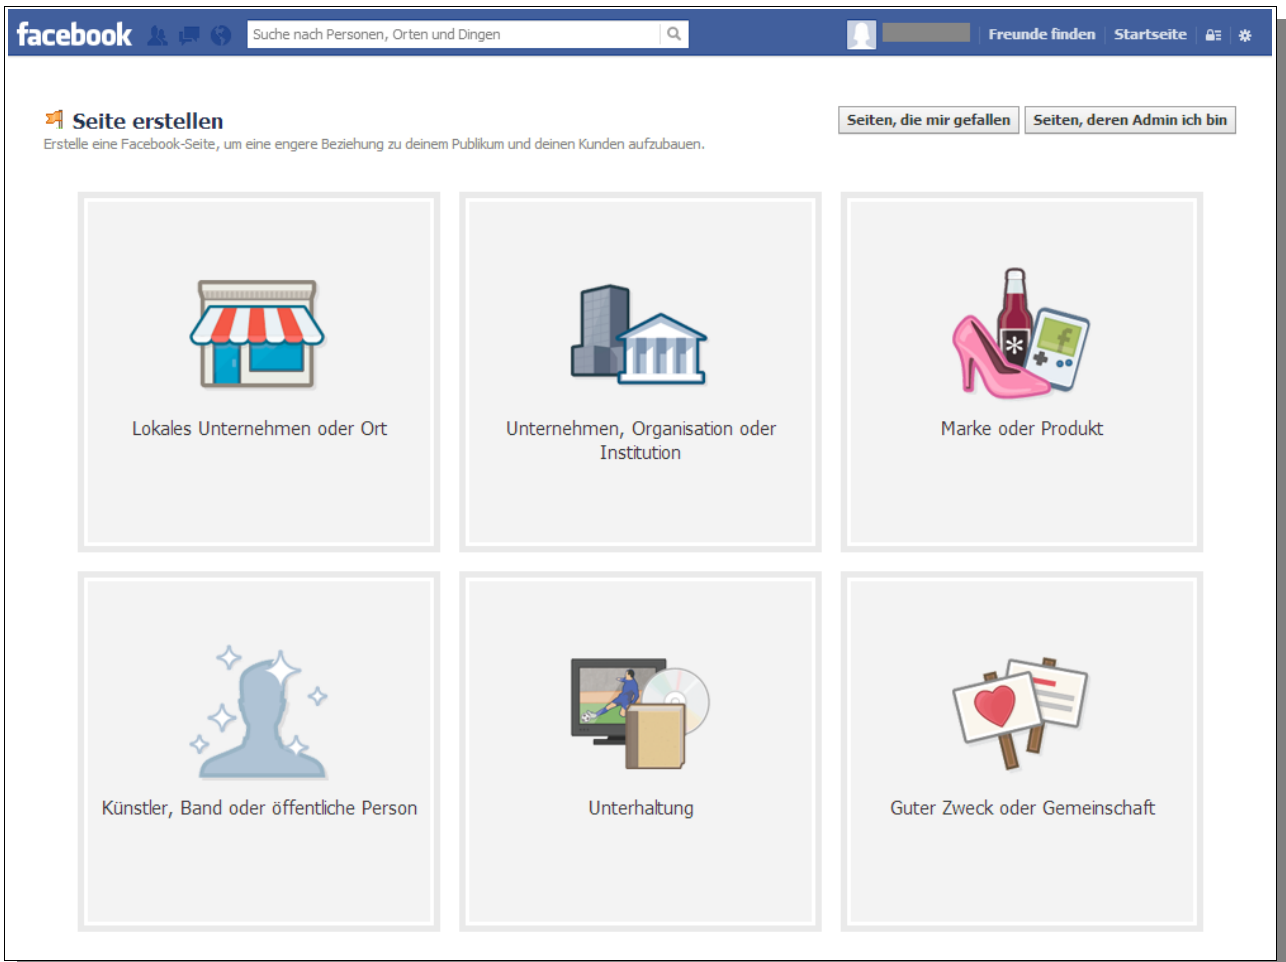 facebook
Suche nach Personen, Orten und Dingen
Freunde finden
Startseite
Seite erstellen
Seiten, die mir gefallen
Seiten, deren Admin ich bin
Erstelle eine Facebook-Seite, um eine engere Beziehung zu deinem Publikum und deinen Kunden aufzubauen.
Lokales Unternehmen oder Ort
Unternehmen, Organisation oder
Institution
Marke oder Produkt
Künstler, Band oder öffentliche Person
Unterhaltung
Guter Zweck oder Gemeinschaft